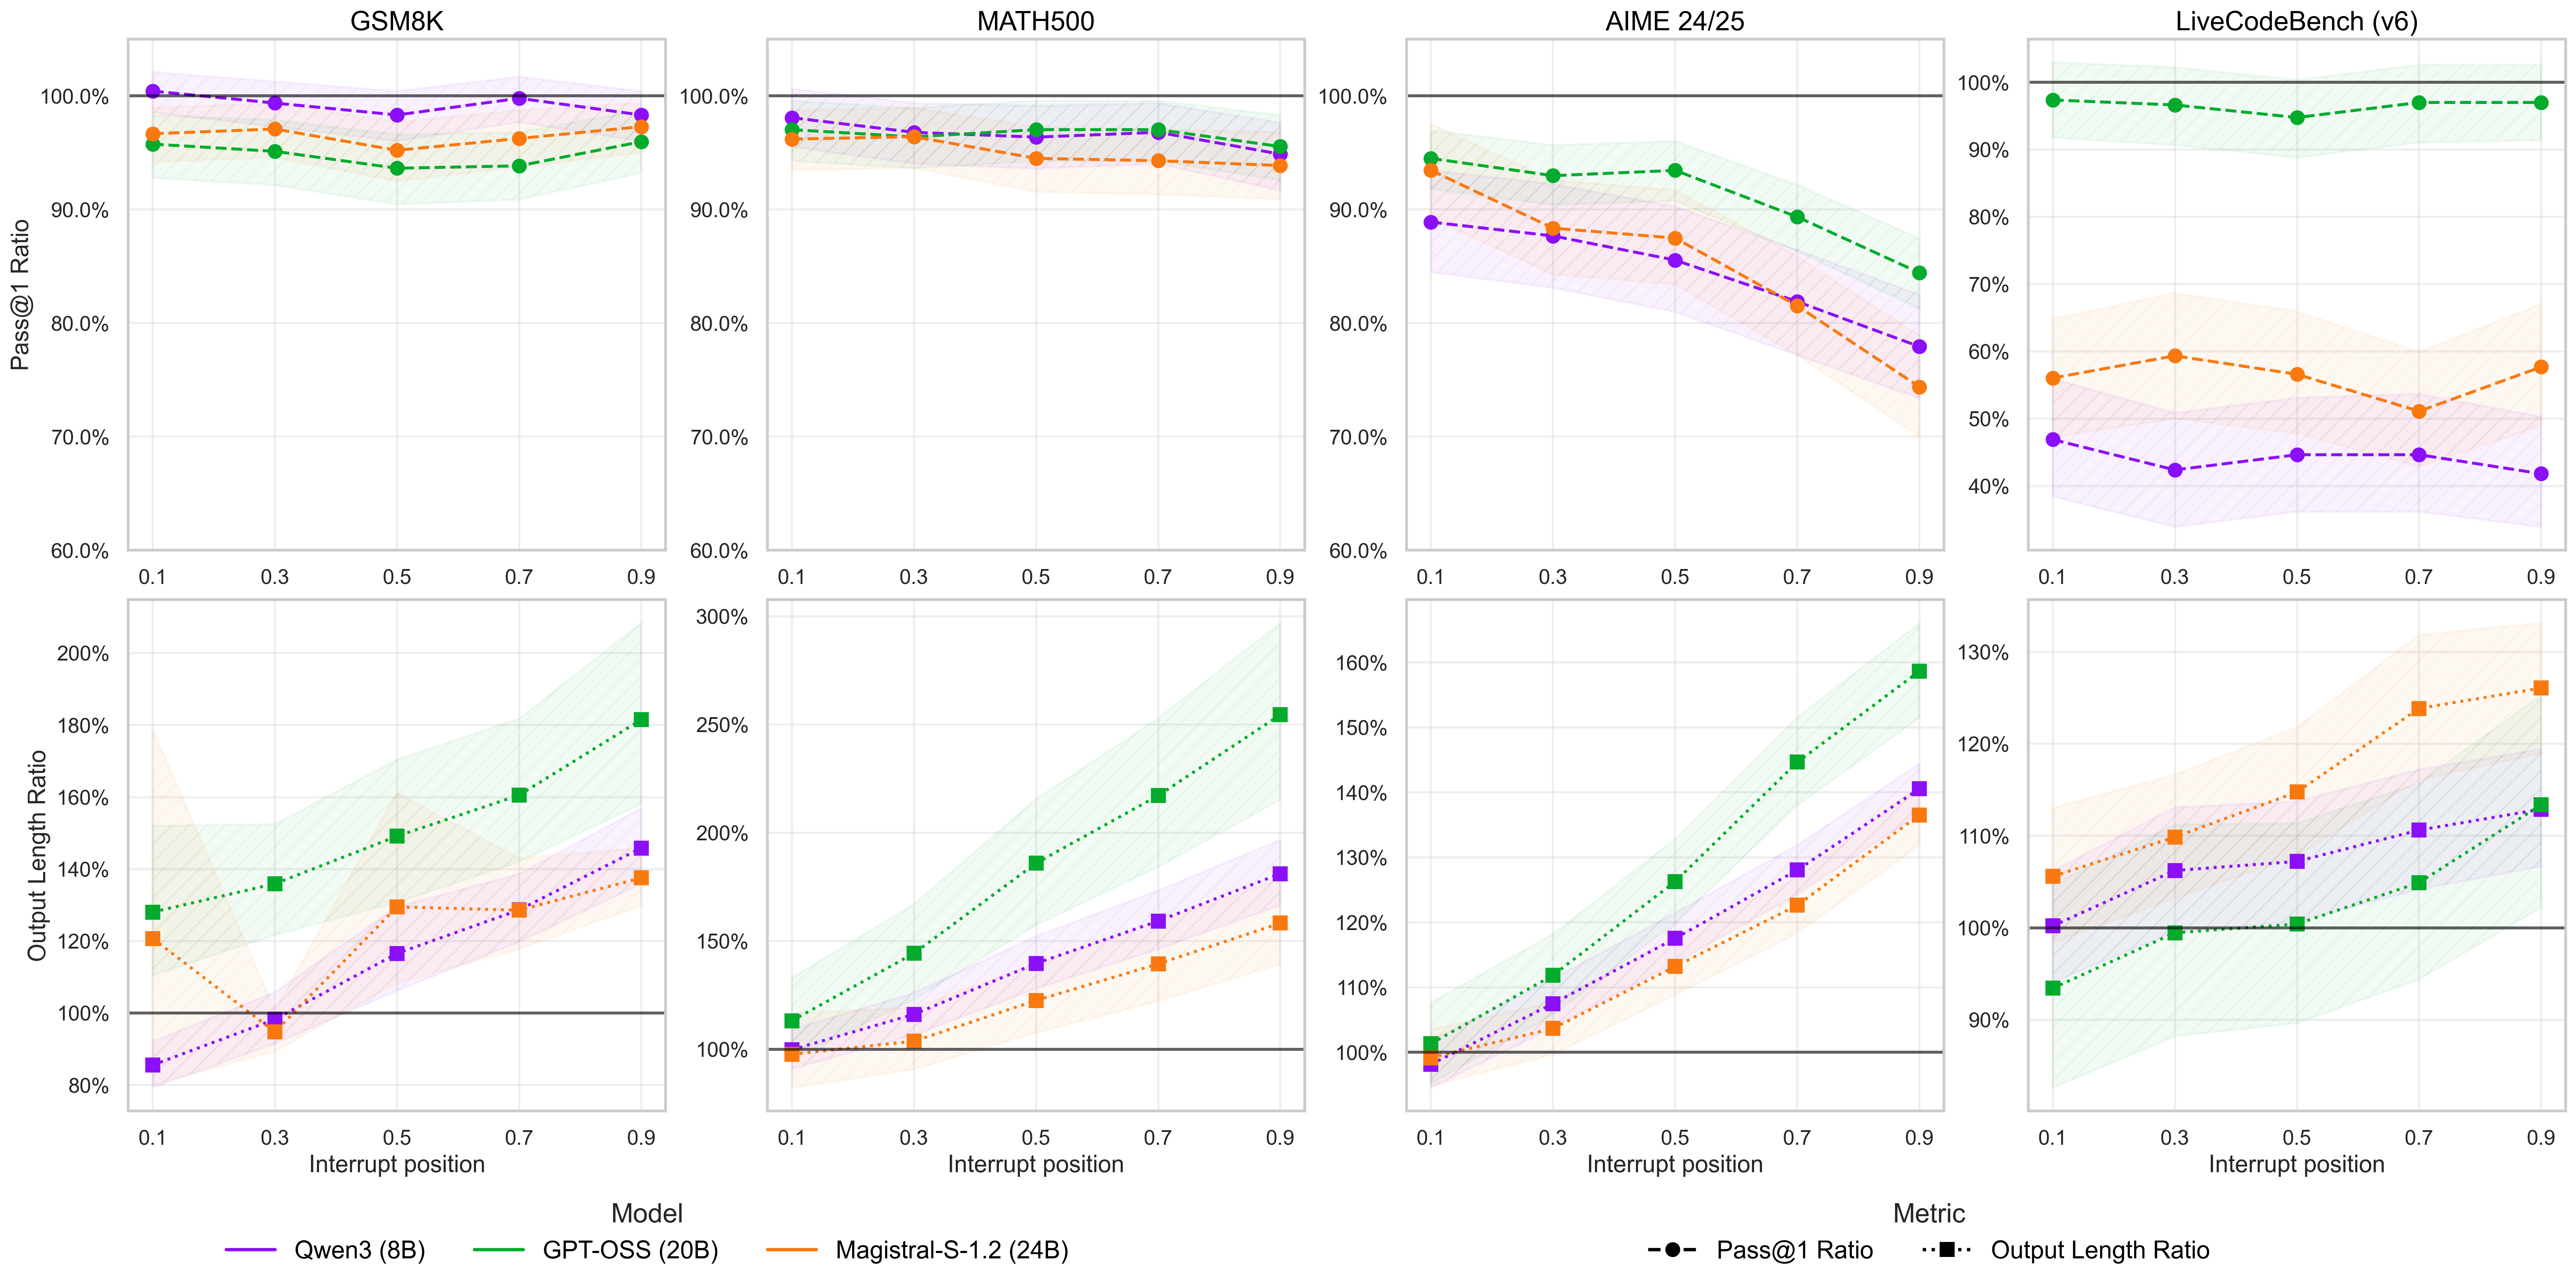 GSM8K
MATH500
AIME 24/25
LiveCodeBench (v6)
Pass@1 Ratio
100.0%
90.0%
80.0%
70.0%
60.0%
0.1 0.3 0.5 0.7 0.9
100.0%
90.0%
80.0%
70.0%
60.0%
0.1 0.3 0.5 0.7 0.9
100.0%
90.0%
80.0%
70.0%
60.0%
0.1 0.3 0.5 0.7 0.9
100%
90%
80%
70%
60%
50%
40%
0.1 0.3 0.5 0.7 0.9
Output Length Ratio
200%
180%
160%
140%
120%
100%
80%
0.1 0.3 0.5 0.7 0.9
Interrupt position
300%
250%
200%
150%
100%
0.1 0.3 0.5 0.7 0.9
Interrupt position
160%
150%
140%
130%
120%
110%
100%
0.1 0.3 0.5 0.7 0.9
Interrupt position
130%
120%
110%
100%
90%
0.1 0.3 0.5 0.7 0.9
Interrupt position
Model
Qwen3 (8B) GPT-OSS (20B) Magistral-S-1.2 (24B)
Metric
Pass@1 Ratio Output Length Ratio